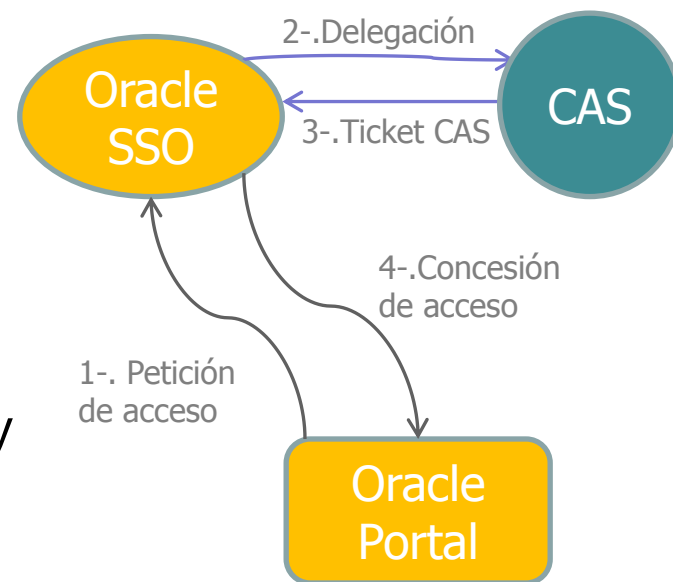 2-.Delegación
Oracle
SSO
CAS
3-.Ticket CAS
4-.Concesión
de acceso
1-. Petición
de acceso
y
Oracle
Portal